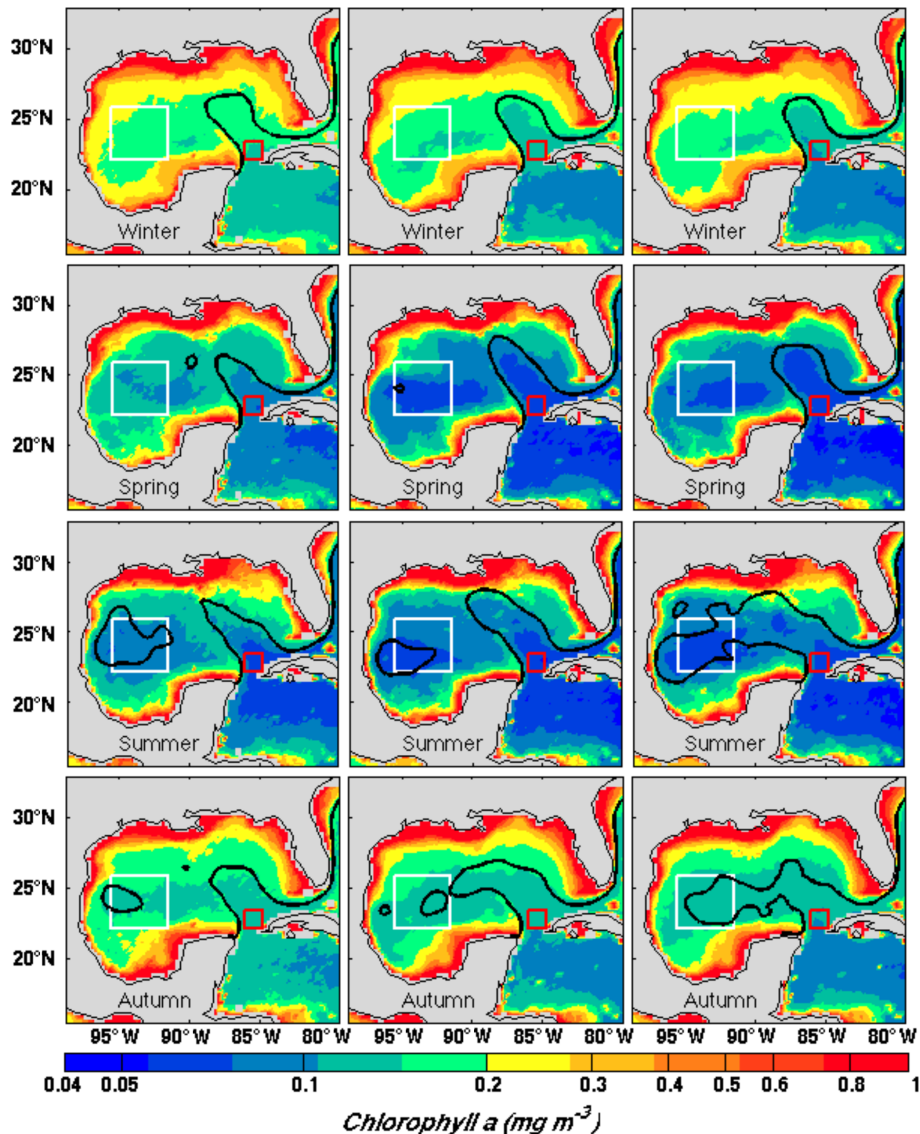 30°N
25°N
20°N
Winter Winter Winter
30°N
25°N
20°N
Spring Spring Spring
30°N
25°N
20°N
Summer Summer Summer
30°N
25°N
20°N
Autumn Autumn Autumn
95°W 90°W 85°W 80°W 95°W 90°W 85°W 80°W 95°W 90°W 85°W 80°W
0.04 0.05 0.1 0.2 0.3 0.4 0.5 0.6 0.8 1
Chlorophyll a (mg m⁻³)